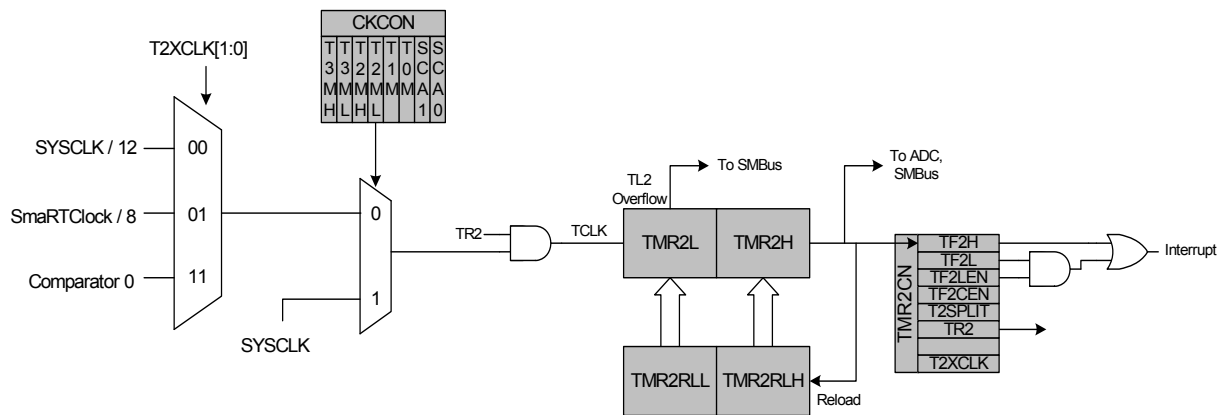 CKCON
T3MH
T3ML
T2MH
T2ML
T1M
T0M
SCA1
SCA0
T2XCLK[1:0]
SYSCLK / 12
00
SmaRTClock / 8
01
Comparator 0
11
0
1
SYSCLK
TR2
TCLK
TL2
Overflow
To SMBus
To ADC,
SMBus
TMR2L
TMR2H
TMR2RLL
TMR2RLH
Reload
TMR2CN
TF2H
TF2L
TF2LEN
TF2CEN
T2SPLIT
TR2
T2XCLK
Interrupt